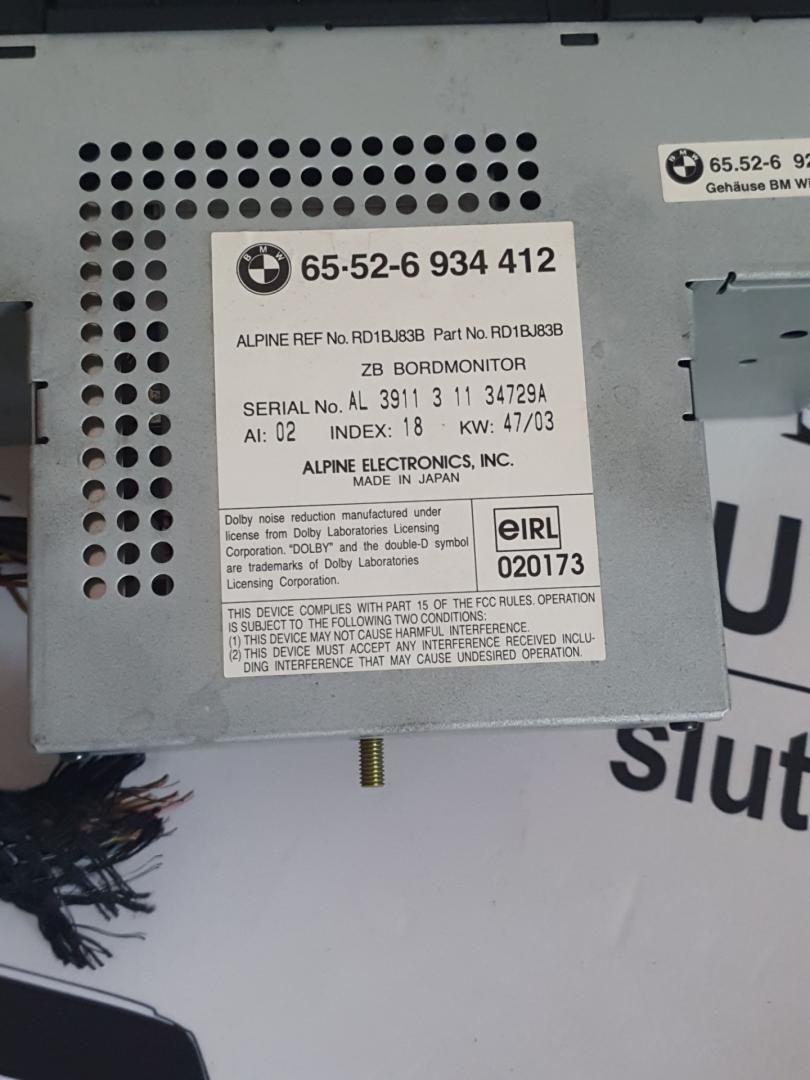 BMW
65.52-6 92
Gehäuse BM Wi
BMW
65·52-6 934 412
ALPINE REF No. RD1BJ83B Part No. RD1BJ83B
ZB BORDMONITOR
SERIAL No. AL 3911 3 11 34729A
AI: 02 INDEX: 18 KW: 47/03
ALPINE ELECTRONICS, INC.
MADE IN JAPAN
Dolby noise reduction manufactured under
license from Dolby Laboratories Licensing
Corporation. "DOLBY" and the double-D symbol
are trademarks of Dolby Laboratories
Licensing Corporation.
eIRL
020173
THIS DEVICE COMPLIES WITH PART 15 OF THE FCC RULES. OPERATION
IS SUBJECT TO THE FOLLOWING TWO CONDITIONS:
(1) THIS DEVICE MAY NOT CAUSE HARMFUL INTERFERENCE.
(2) THIS DEVICE MUST ACCEPT ANY INTERFERENCE RECEIVED INCLU-
DING INTERFERENCE THAT MAY CAUSE UNDESIRED OPERATION.
U
slut